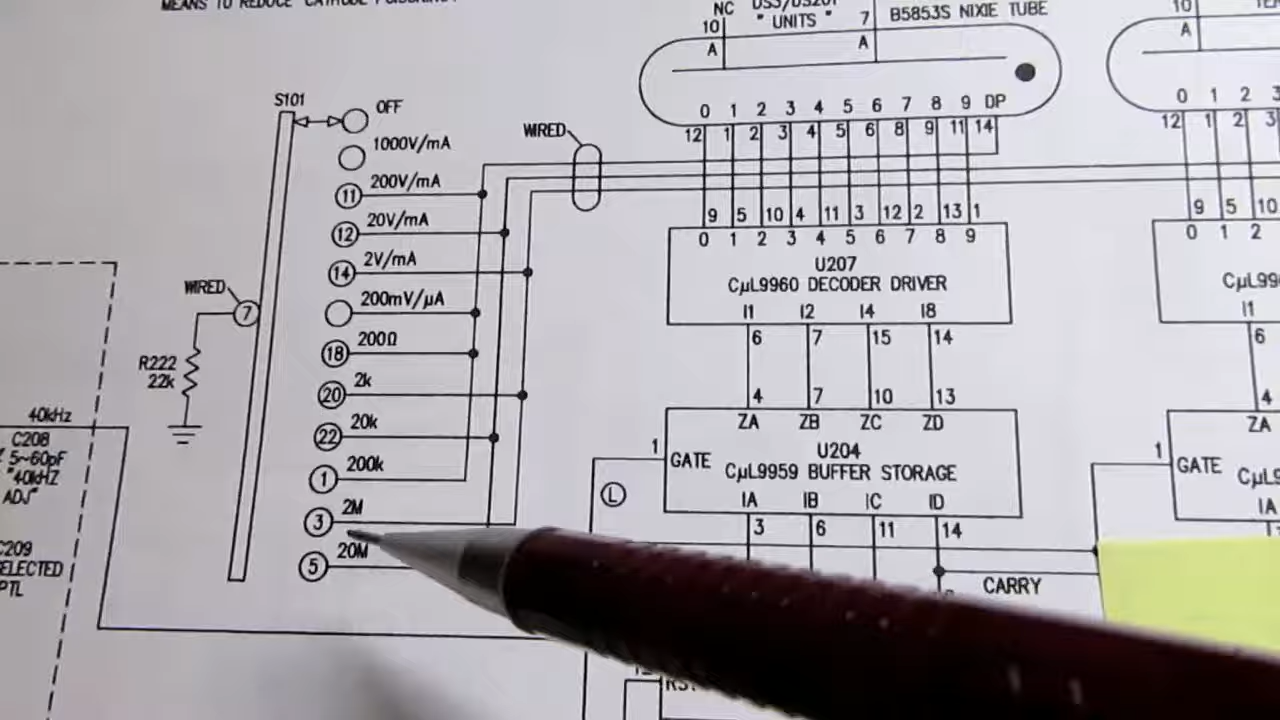 MEANS TO REDUCE CATHODE POISONING.
NC
DS3/DS201
" UNITS "
B5853S NIXIE TUBE
10
7
10
A
A
A
S101
OFF
1000V/mA
11 200V/mA
12 20V/mA
14 2V/mA
200mV/µA
18 200Ω
20 2k
22 20k
1 200k
3 2M
5 20M
WIRED
WIRED
7
R222
22k
40kHz
C208
5~60pF
"40kHz
ADJ"
C209
SELECTED
0 1 2 3 4 5 6 7 8 9 DP
12 1 2 3 4 5 6 8 9 11 14
9 5 10 4 11 3 12 2 13 1
0 1 2 3 4 5 6 7 8 9
U207
CµL9960 DECODER DRIVER
I1 I2 I4 I8
6 7 15 14
4 7 10 13
ZA ZB ZC ZD
1
GATE
U204
CµL9959 BUFFER STORAGE
IA IB IC ID
3 6 11 14
L
CARRY
0 1 2 3
12 1 2 3
9 5 10
0 1 2
I1
6
4
ZA
1
GATE
IA